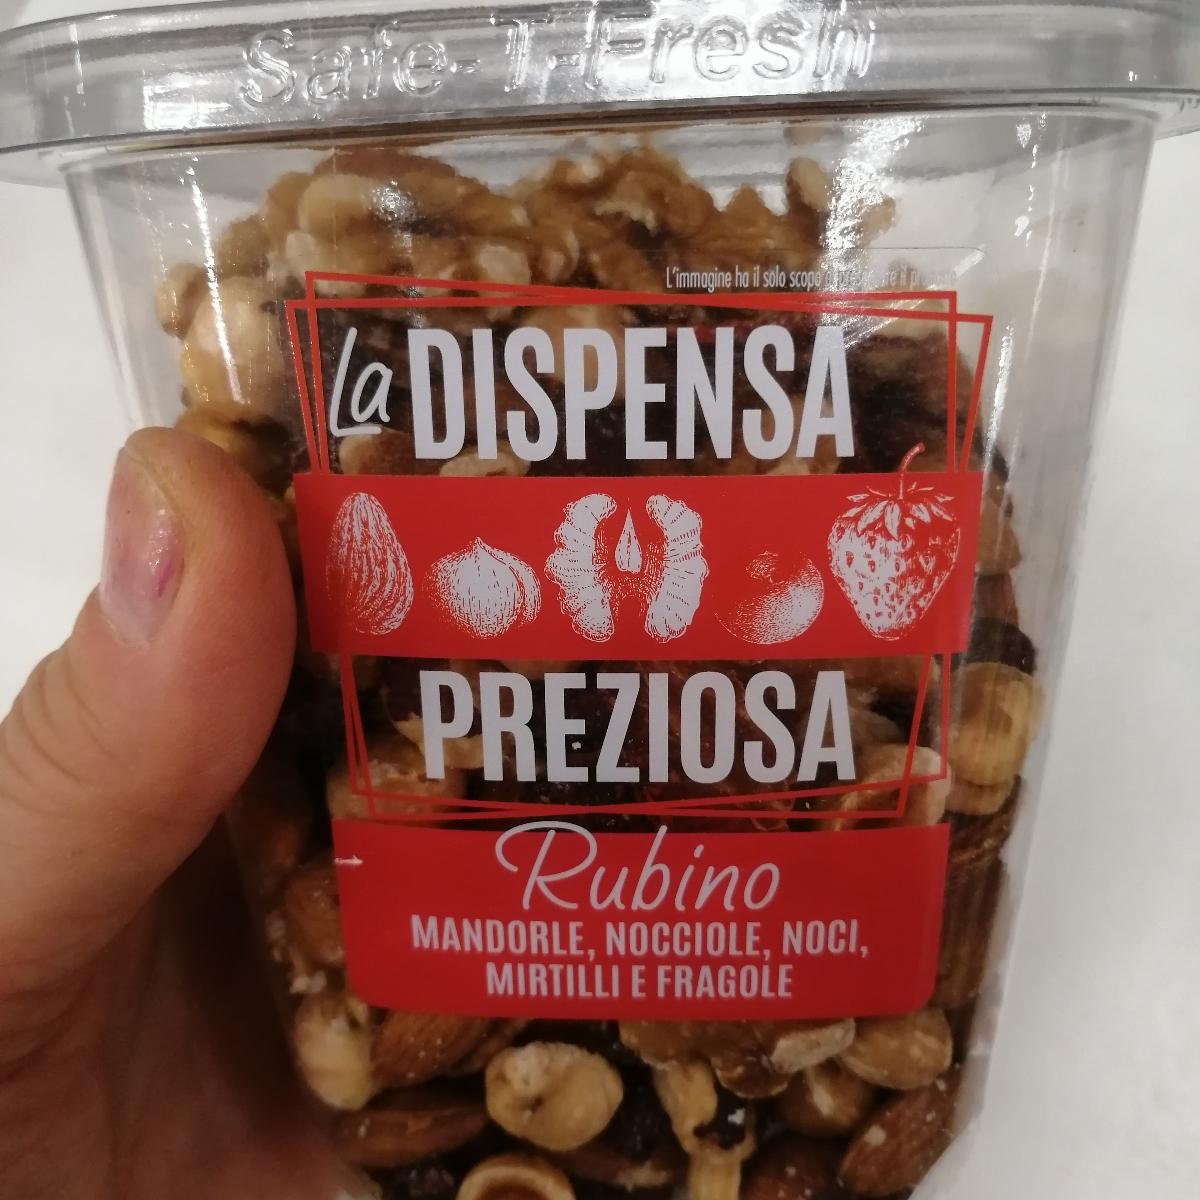 Safe-T-Fresh
L'immagine ha il solo scopo
La DISPENSA
PREZIOSA
Rubino
MANDORLE, NOCCIOLE, NOCI,
MIRTILLI E FRAGOLE